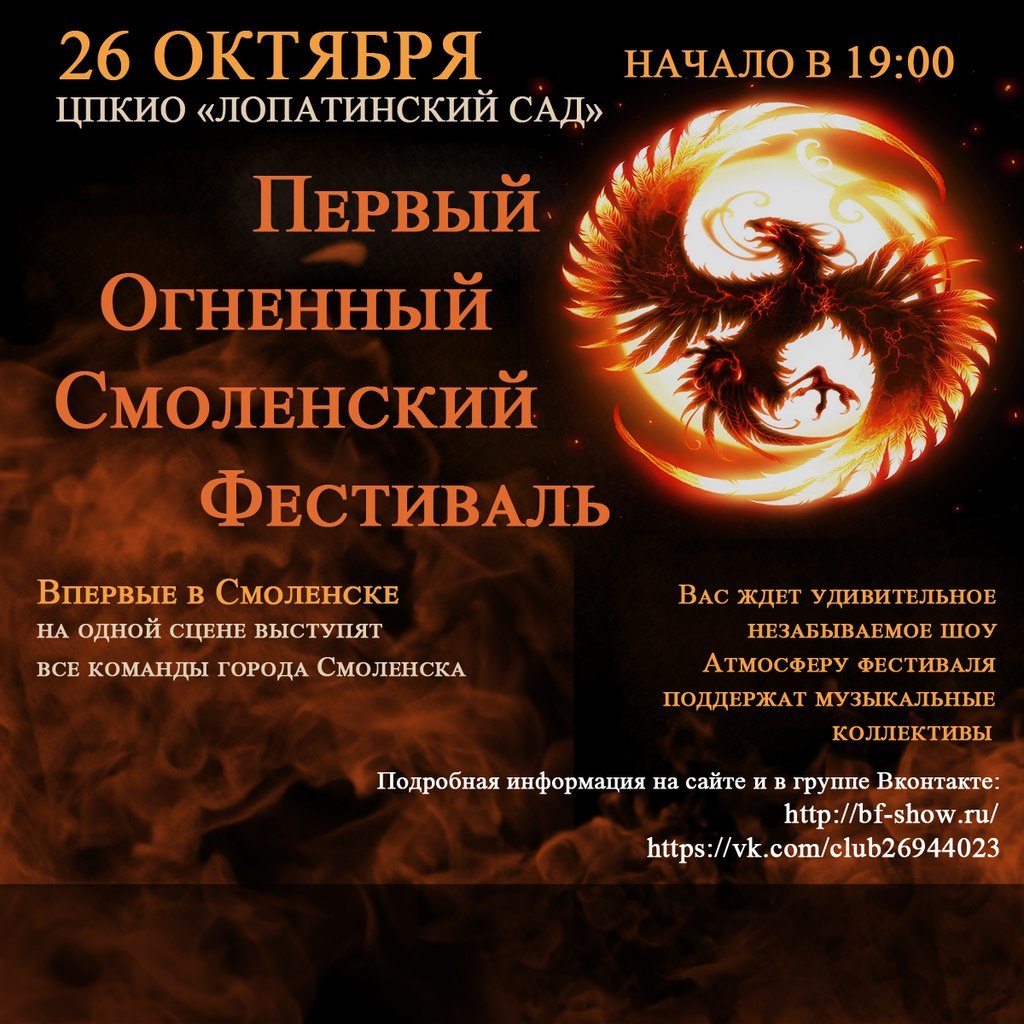 26 ОКТЯБРЯ
НАЧАЛО В 19:00
ЦПКИО «ЛОПАТИНСКИЙ САД»
ПЕРВЫЙ
ОГНЕННЫЙ
СМОЛЕНСКИЙ
ФЕСТИВАЛЬ
ВПЕРВЫЕ В СМОЛЕНСКЕ
НА ОДНОЙ СЦЕНЕ ВЫСТУПЯТ
ВСЕ КОМАНДЫ ГОРОДА СМОЛЕНСКА
ВАС ЖДЕТ УДИВИТЕЛЬНОЕ
НЕЗАБЫВАЕМОЕ ШОУ
АТМОСФЕРУ ФЕСТИВАЛЯ
ПОДДЕРЖАТ МУЗЫКАЛЬНЫЕ
КОЛЛЕКТИВЫ
Подробная информация на сайте и в группе Вконтакте:
http://bf-show.ru/
https://vk.com/club26944023